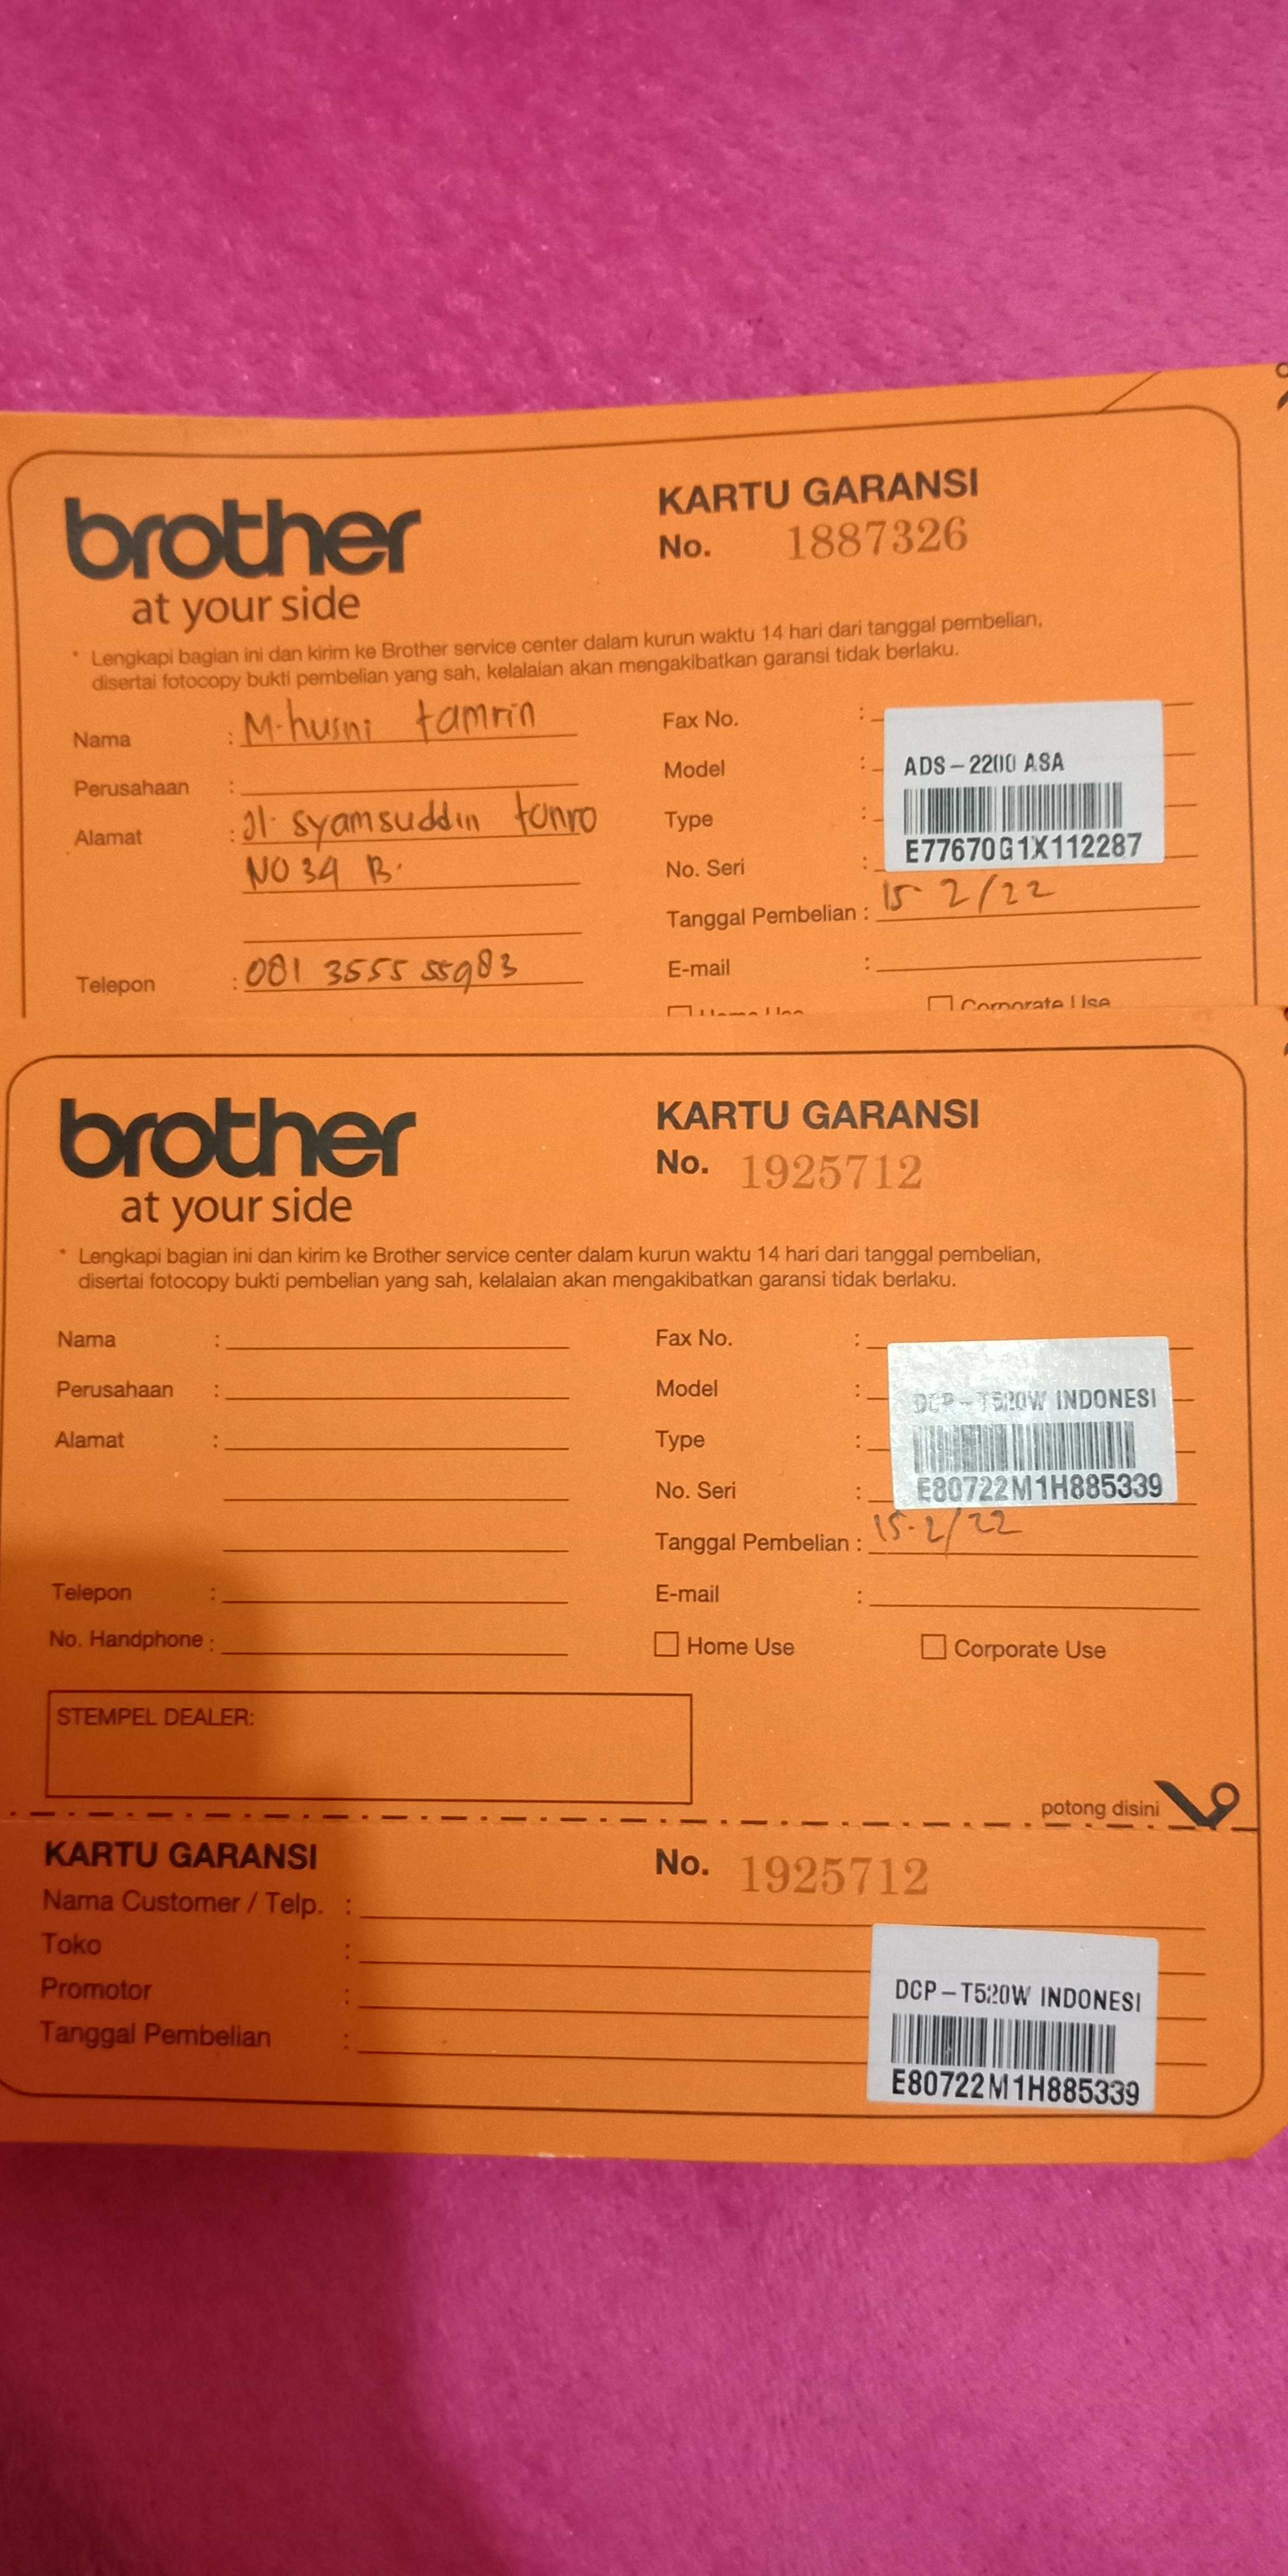 brother
at your side
KARTU GARANSI
No. 1887326
* Lengkapi bagian ini dan kirim ke Brother service center dalam kurun waktu 14 hari dari tanggal pembelian,
disertai fotocopy bukti pembelian yang sah, kelalaian akan mengakibatkan garansi tidak berlaku.
Nama : M. husni tamrin
Perusahaan :
Alamat : Jl. Syamsuddin tonro
NO 34 B.
Telepon : 081 3555 55983
Fax No. :
Model : ADS-2200 ASA
Type :
No. Seri : E77670G1X112287
Tanggal Pembelian : 15 2/22
E-mail :
Home Use Corporate Use
brother
at your side
KARTU GARANSI
No. 1925712
* Lengkapi bagian ini dan kirim ke Brother service center dalam kurun waktu 14 hari dari tanggal pembelian,
disertai fotocopy bukti pembelian yang sah, kelalaian akan mengakibatkan garansi tidak berlaku.
Nama :
Perusahaan :
Alamat :
Telepon :
No. Handphone :
Fax No. :
Model : DCP-T520W INDONESI
Type :
No. Seri : E80722M1H885339
Tanggal Pembelian : 15.2/22
E-mail :
Home Use Corporate Use
STEMPEL DEALER:
potong disini
KARTU GARANSI No. 1925712
Nama Customer / Telp. :
Toko :
Promotor :
Tanggal Pembelian :
DCP-T520W INDONESI
E80722M1H885339